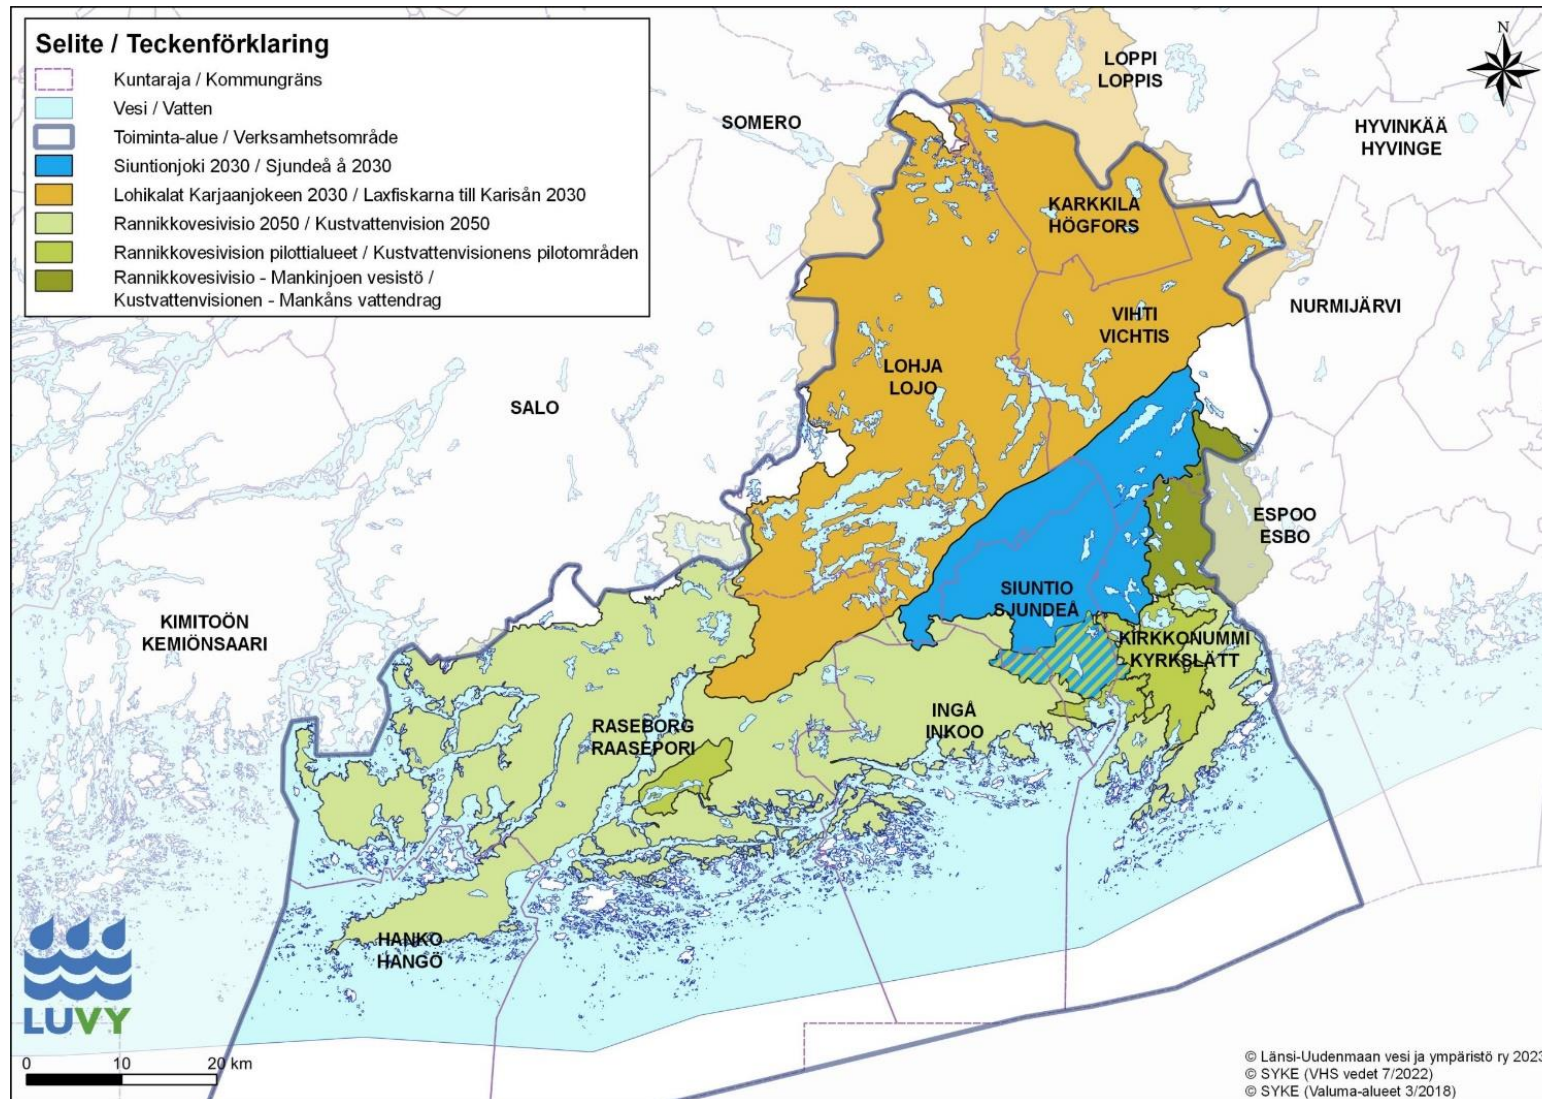 Selite / Teckenförklaring
Kuntaraja / Kommungräns
Vesi / Vatten
Toiminta-alue / Verksamhetsområde
Siuntionjoki 2030 / Sjundeå å 2030
Lohikalat Karjaanjokeen 2030 / Laxfiskarna till Karisån 2030
Rannikkovesivisio 2050 / Kustvattenvision 2050
Rannikkovesivision pilottialueet / Kustvattenvisionens pilotområden
Rannikkovesivisio - Mankinjoen vesistö /
Kustvattenvisionen - Mankåns vattendrag
N
LOPPI
LOPPIS
SOMERO
HYVINKÄÄ
HYVINGE
KARKKILA
HÖGFORS
NURMIJÄRVI
VIHTI
VICHTIS
LOHJA
LOJO
SALO
ESPOO
ESBO
SIUNTIO
SJUNDEÅ
KIMITOÖN
KEMIÖNSAARI
KIRKKONUMMI
KYRKSLÄTT
RASEBORG
RAASEPORI
INGÅ
INKOO
HANKO
HANGÖ
LUVY
0 10 20 km
© Länsi-Uudenmaan vesi ja ympäristö ry 2023
© SYKE (VHS vedet 7/2022)
© SYKE (Valuma-alueet 3/2018)